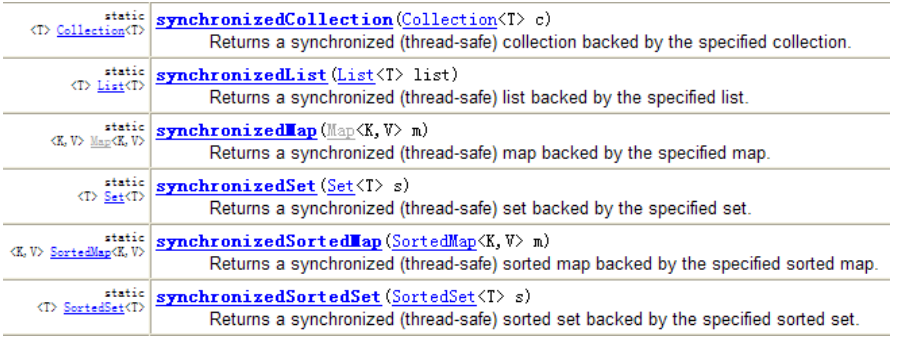 static
<T> Collection<T>
synchronizedCollection(Collection<T> c)
Returns a synchronized (thread-safe) collection backed by the specified collection.
static
<T> List<T>
synchronizedList(List<T> list)
Returns a synchronized (thread-safe) list backed by the specified list.
static
<K,V> Map<K,V>
synchronizedMap(Map<K,V> m)
Returns a synchronized (thread-safe) map backed by the specified map.
static
<T> Set<T>
synchronizedSet(Set<T> s)
Returns a synchronized (thread-safe) set backed by the specified set.
static
<K,V> SortedMap<K,V>
synchronizedSortedMap(SortedMap<K,V> m)
Returns a synchronized (thread-safe) sorted map backed by the specified sorted map.
static
<T> SortedSet<T>
synchronizedSortedSet(SortedSet<T> s)
Returns a synchronized (thread-safe) sorted set backed by the specified sorted set.